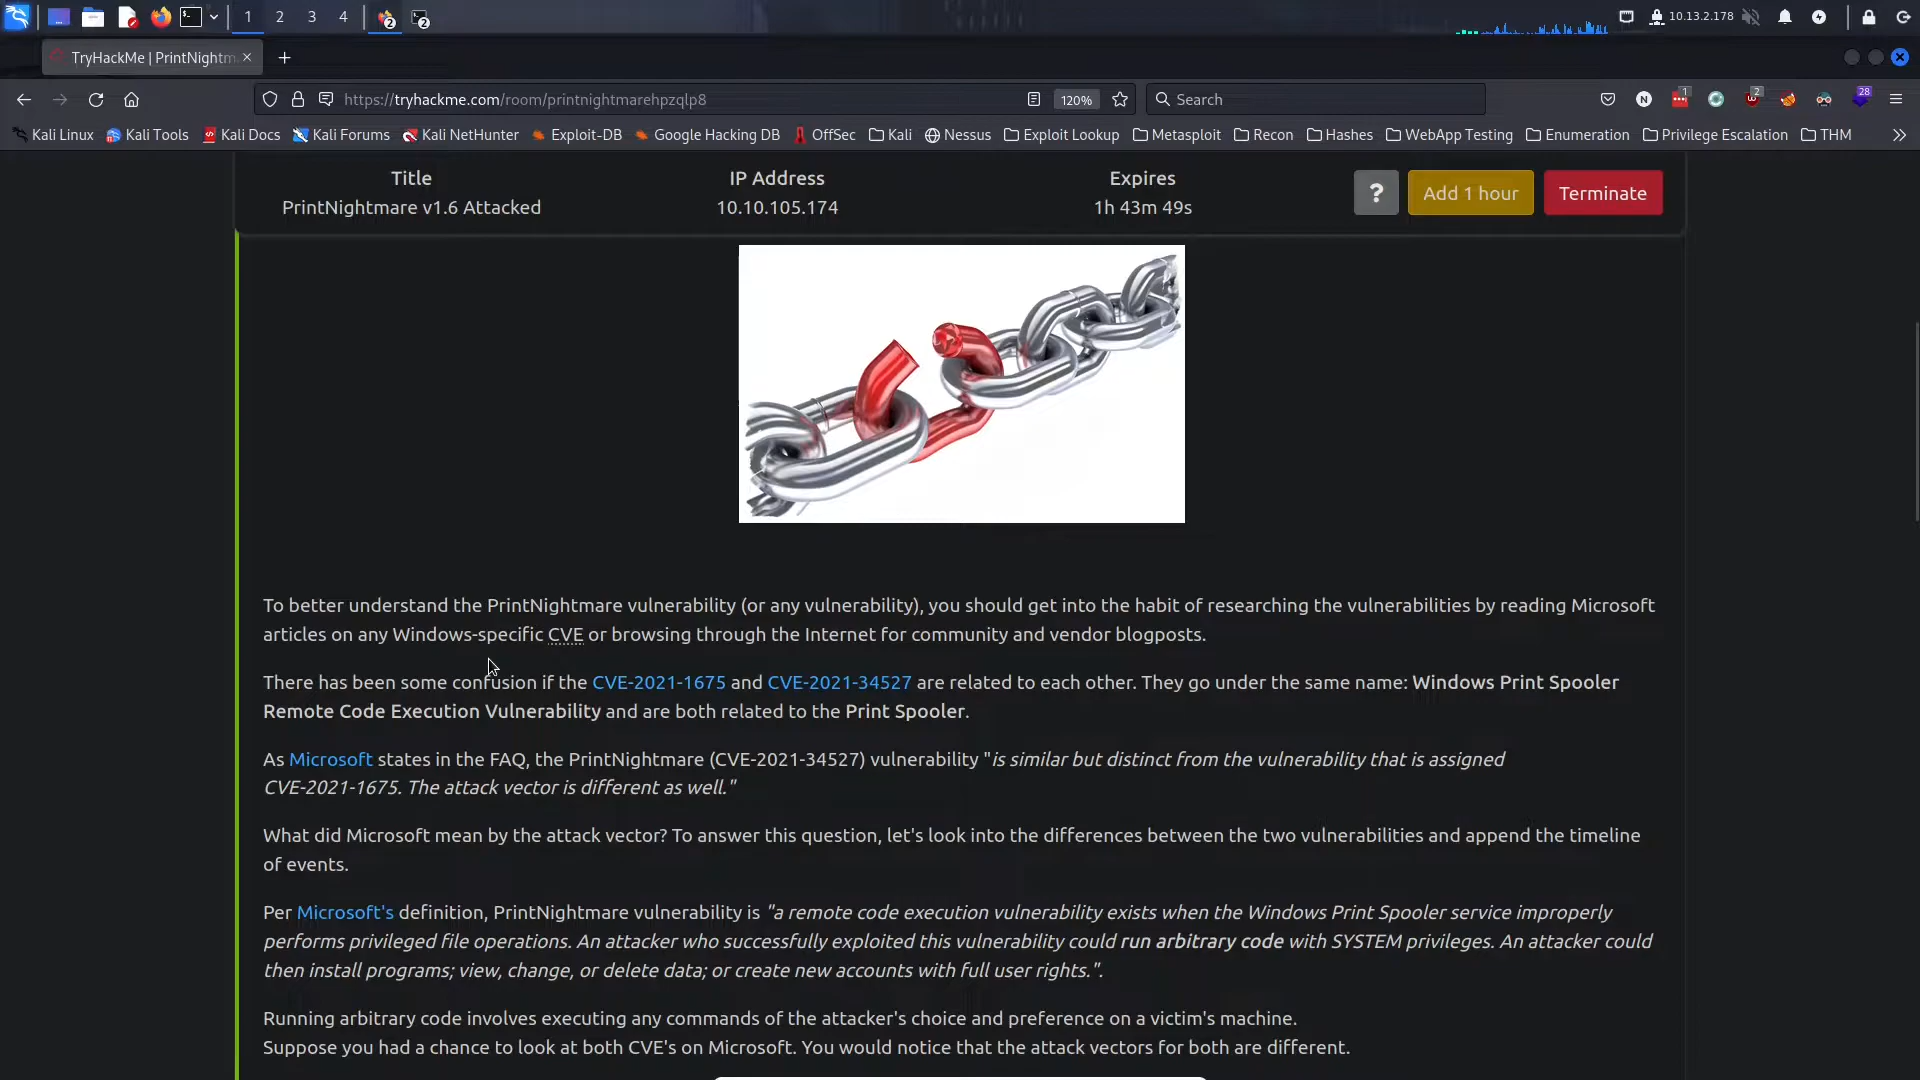 1 2 3 4 2 2 10.13.2.178
TryHackMe | PrintNightm
https://tryhackme.com/room/printnightmarehpzqlp8 120% Search N 1 2 28
Kali Linux Kali Tools Kali Docs Kali Forums Kali NetHunter Exploit-DB Google Hacking DB OffSec Kali Nessus Exploit Lookup Metasploit Recon Hashes WebApp Testing Enumeration Privilege Escalation THM
Title IP Address Expires
PrintNightmare v1.6 Attacked 10.10.105.174 1h 43m 49s ? Add 1 hour Terminate
To better understand the PrintNightmare vulnerability (or any vulnerability), you should get into the habit of researching the vulnerabilities by reading Microsoft
articles on any Windows-specific CVE or browsing through the Internet for community and vendor blogposts.
There has been some confusion if the CVE-2021-1675 and CVE-2021-34527 are related to each other. They go under the same name: Windows Print Spooler
Remote Code Execution Vulnerability and are both related to the Print Spooler.
As Microsoft states in the FAQ, the PrintNightmare (CVE-2021-34527) vulnerability "is similar but distinct from the vulnerability that is assigned
CVE-2021-1675. The attack vector is different as well."
What did Microsoft mean by the attack vector? To answer this question, let's look into the differences between the two vulnerabilities and append the timeline
of events.
Per Microsoft's definition, PrintNightmare vulnerability is "a remote code execution vulnerability exists when the Windows Print Spooler service improperly
performs privileged file operations. An attacker who successfully exploited this vulnerability could run arbitrary code with SYSTEM privileges. An attacker could
then install programs; view, change, or delete data; or create new accounts with full user rights.".
Running arbitrary code involves executing any commands of the attacker's choice and preference on a victim's machine.
Suppose you had a chance to look at both CVE's on Microsoft. You would notice that the attack vectors for both are different.